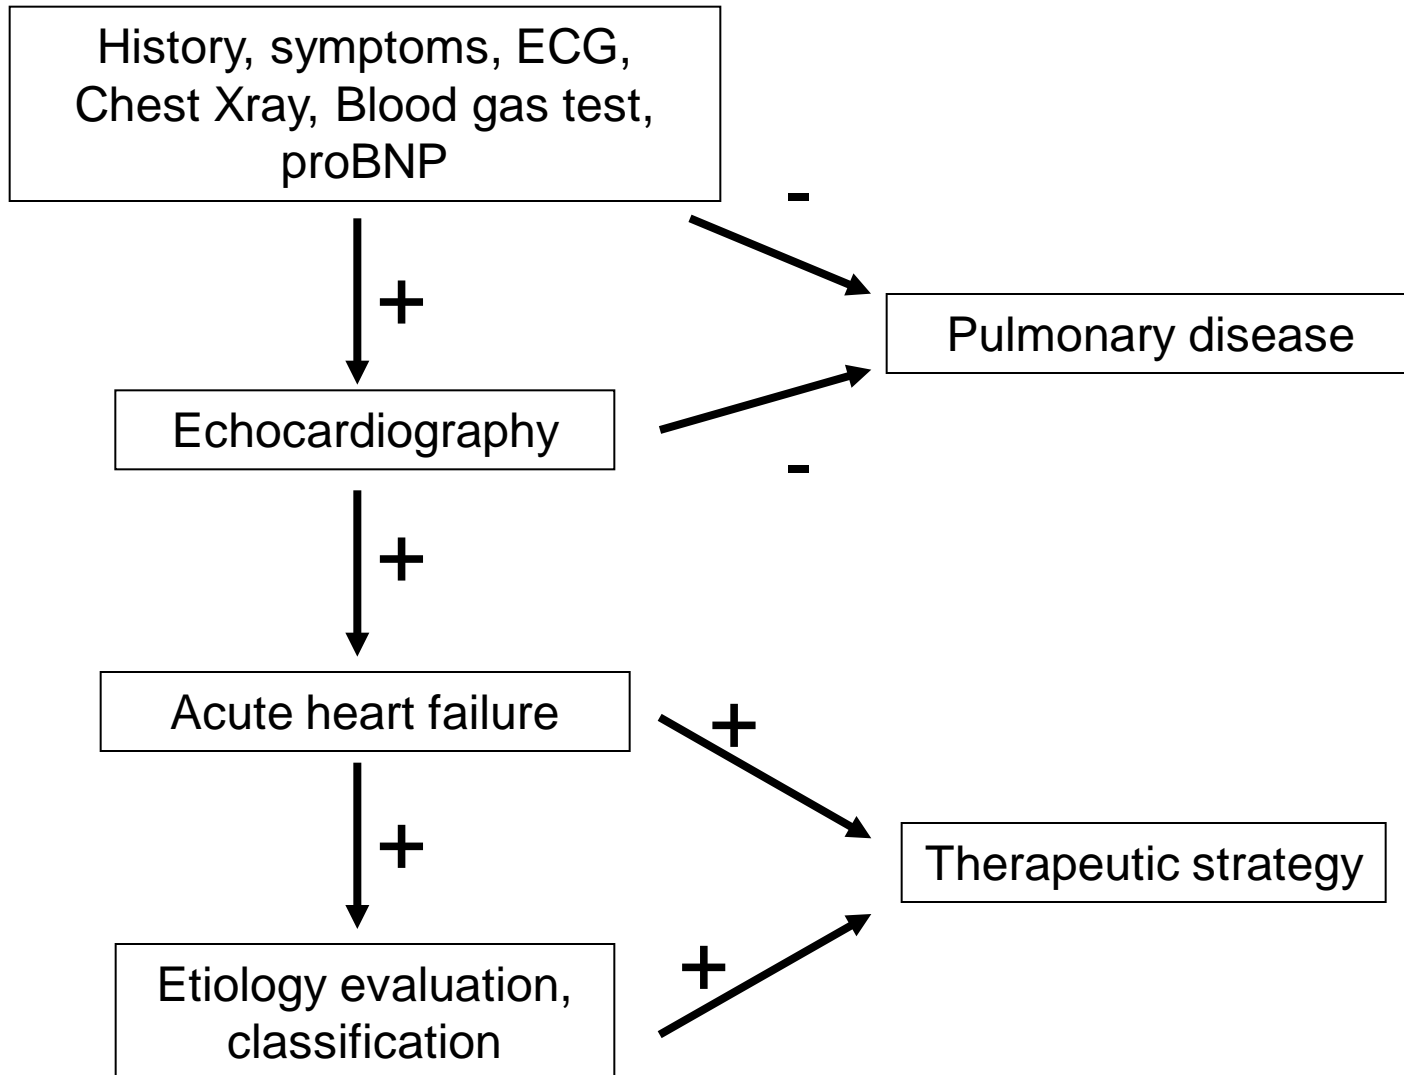 History, symptoms, ECG,
Chest Xray, Blood gas test,
proBNP
-
+
Pulmonary disease
Echocardiography
-
+
Acute heart failure
+
+
Therapeutic strategy
+
Etiology evaluation,
classification